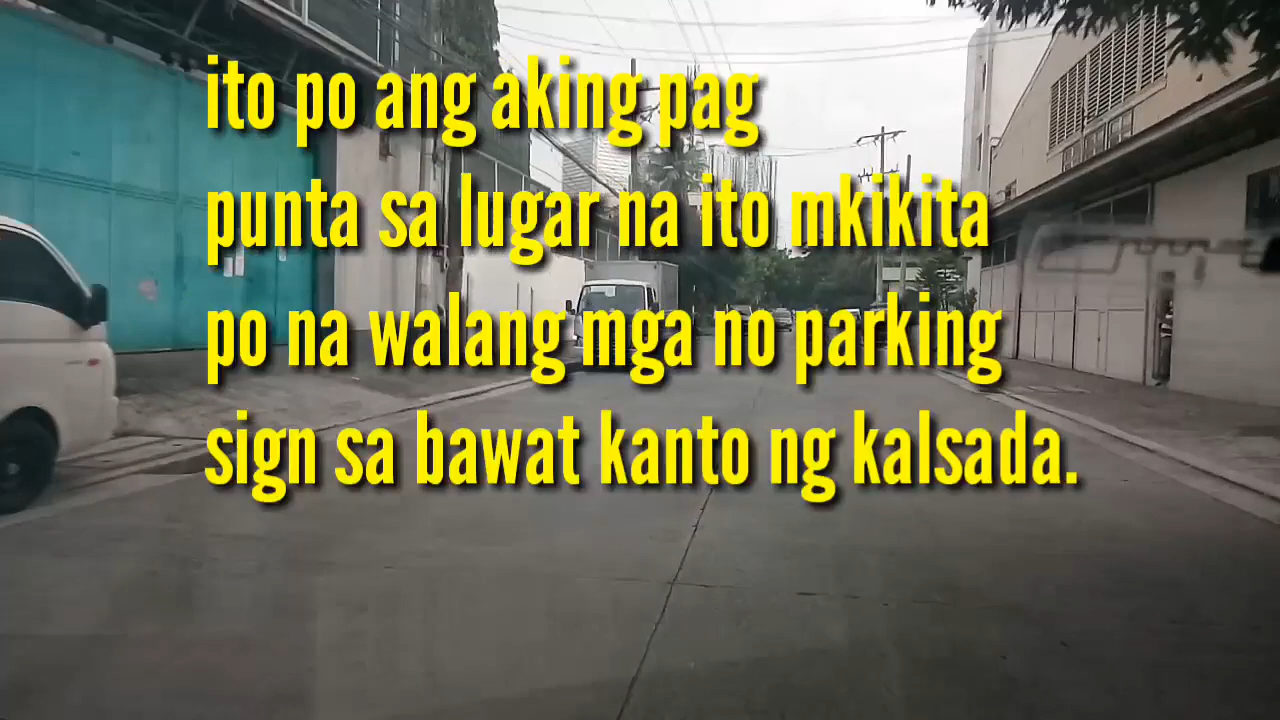 ito po ang aking pag
punta sa lugar na ito mkikita
po na walang mga no parking
sign sa bawat kanto ng kalsada.